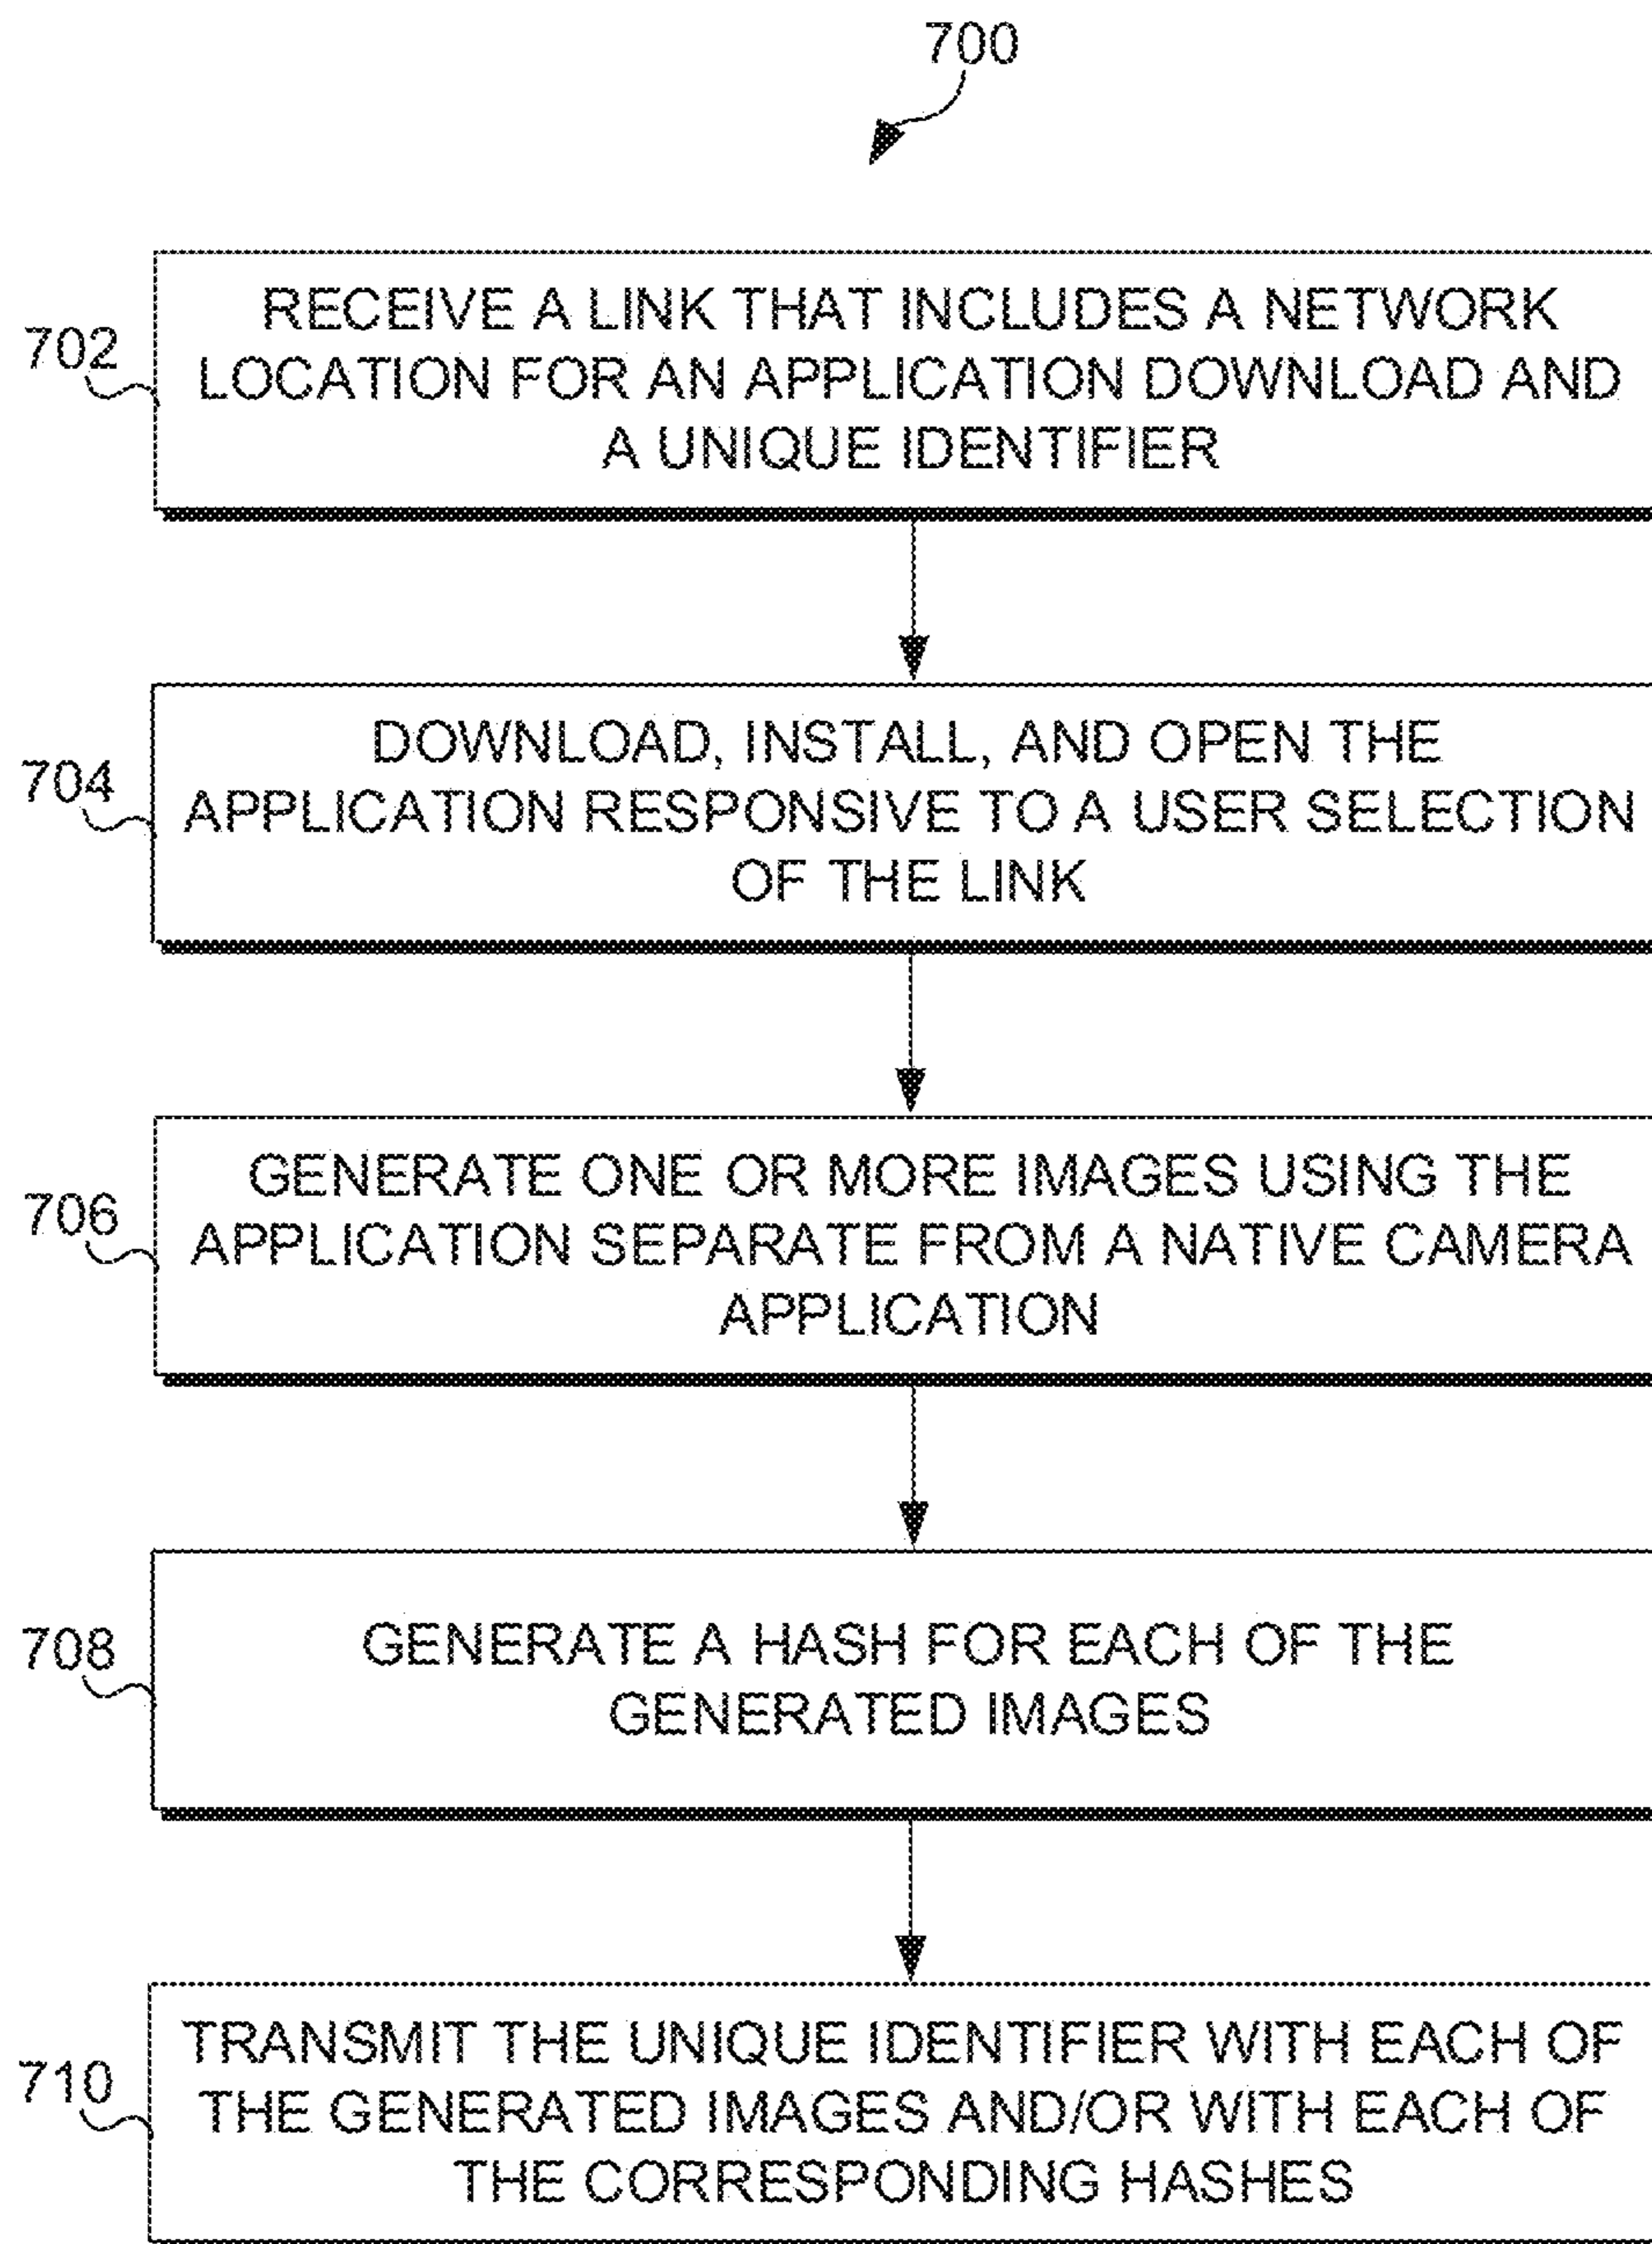 700
702
RECEIVE A LINK THAT INCLUDES A NETWORK
LOCATION FOR AN APPLICATION DOWNLOAD AND
A UNIQUE IDENTIFIER
704
DOWNLOAD, INSTALL, AND OPEN THE
APPLICATION RESPONSIVE TO A USER SELECTION
OF THE LINK
706
GENERATE ONE OR MORE IMAGES USING THE
APPLICATION SEPARATE FROM A NATIVE CAMERA
APPLICATION
708
GENERATE A HASH FOR EACH OF THE
GENERATED IMAGES
710
TRANSMIT THE UNIQUE IDENTIFIER WITH EACH OF
THE GENERATED IMAGES AND/OR WITH EACH OF
THE CORRESPONDING HASHES